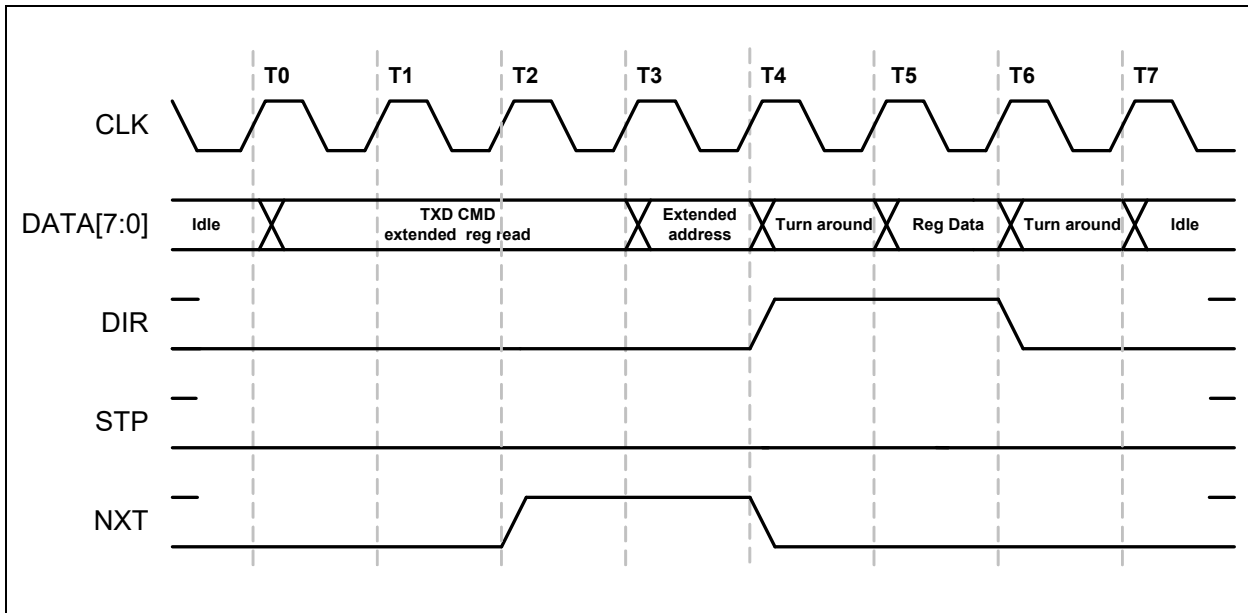 T0 T1 T2 T3 T4 T5 T6 T7
CLK
DATA[7:0]
Idle
TXD CMD
extended reg read
Extended
address
Turn around
Reg Data
Turn around
Idle
DIR
STP
NXT